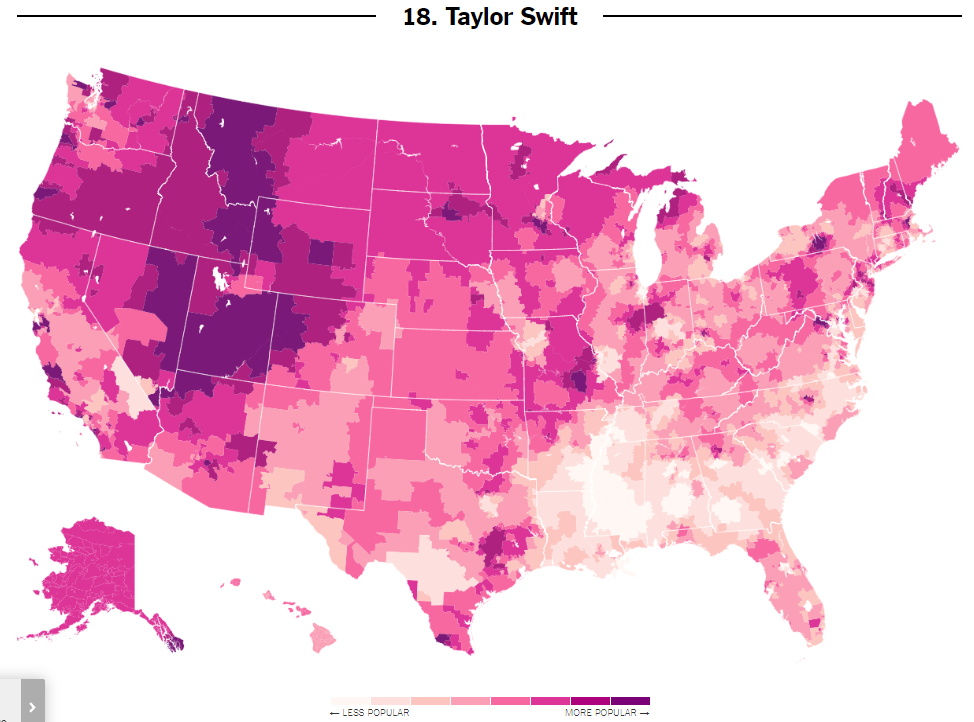 18. Taylor Swift
← LESS POPULAR MORE POPULAR →